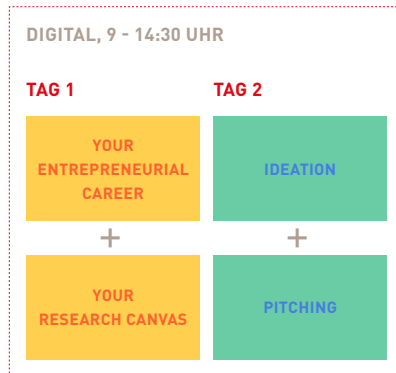 DIGITAL, 9 - 14:30 UHR
TAG 1
TAG 2
YOUR
ENTREPRENEURIAL
CAREER
IDEATION
+
+
YOUR
RESEARCH CANVAS
PITCHING